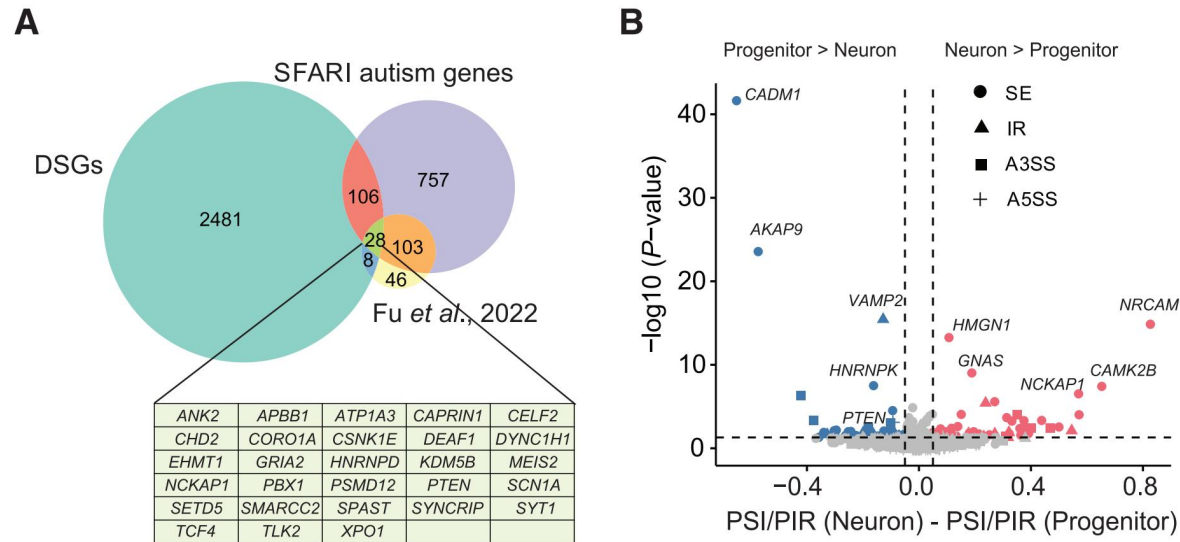 A
SFARI autism genes
DSGs
2481
106
757
28
103
8
46
Fu et al., 2022
ANK2 APBB1 ATP1A3 CAPRIN1 CELF2
CHD2 CORO1A CSNK1E DEAF1 DYNC1H1
EHMT1 GRIA2 HNRNPD KDM5B MEIS2
NCKAP1 PBX1 PSMD12 PTEN SCN1A
SETD5 SMARCC2 SPAST SYNCRIP SYT1
TCF4 TLK2 XPO1
B
Progenitor > Neuron Neuron > Progenitor
SE
IR
A3SS
A5SS
CADM1
AKAP9
VAMP2
HNRNPK
PTEN
HMGN1
GNAS
NRCAM
NCKAP1
CAMK2B
−log10 (P−value)
40
30
20
10
0
−0.4 0.0 0.4 0.8
PSI/PIR (Neuron) - PSI/PIR (Progenitor)